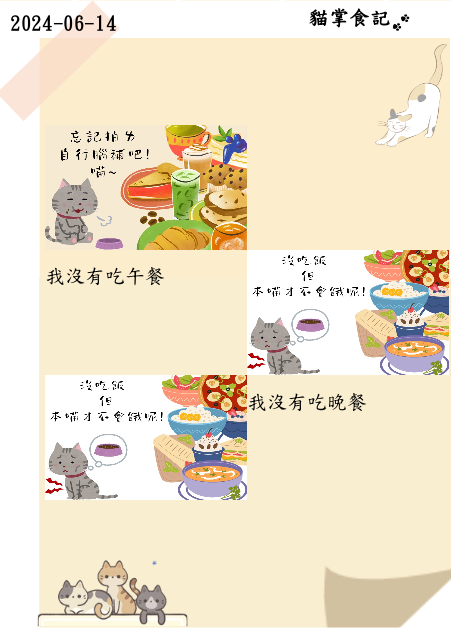 2024-06-14
貓掌食記
忘記拍力
自行腦補吧!
喵~
我沒有吃午餐
沒吃飯
但
本喵才不會餓呢!
沒吃飯
但
本喵才不會餓呢!
我沒有吃晚餐